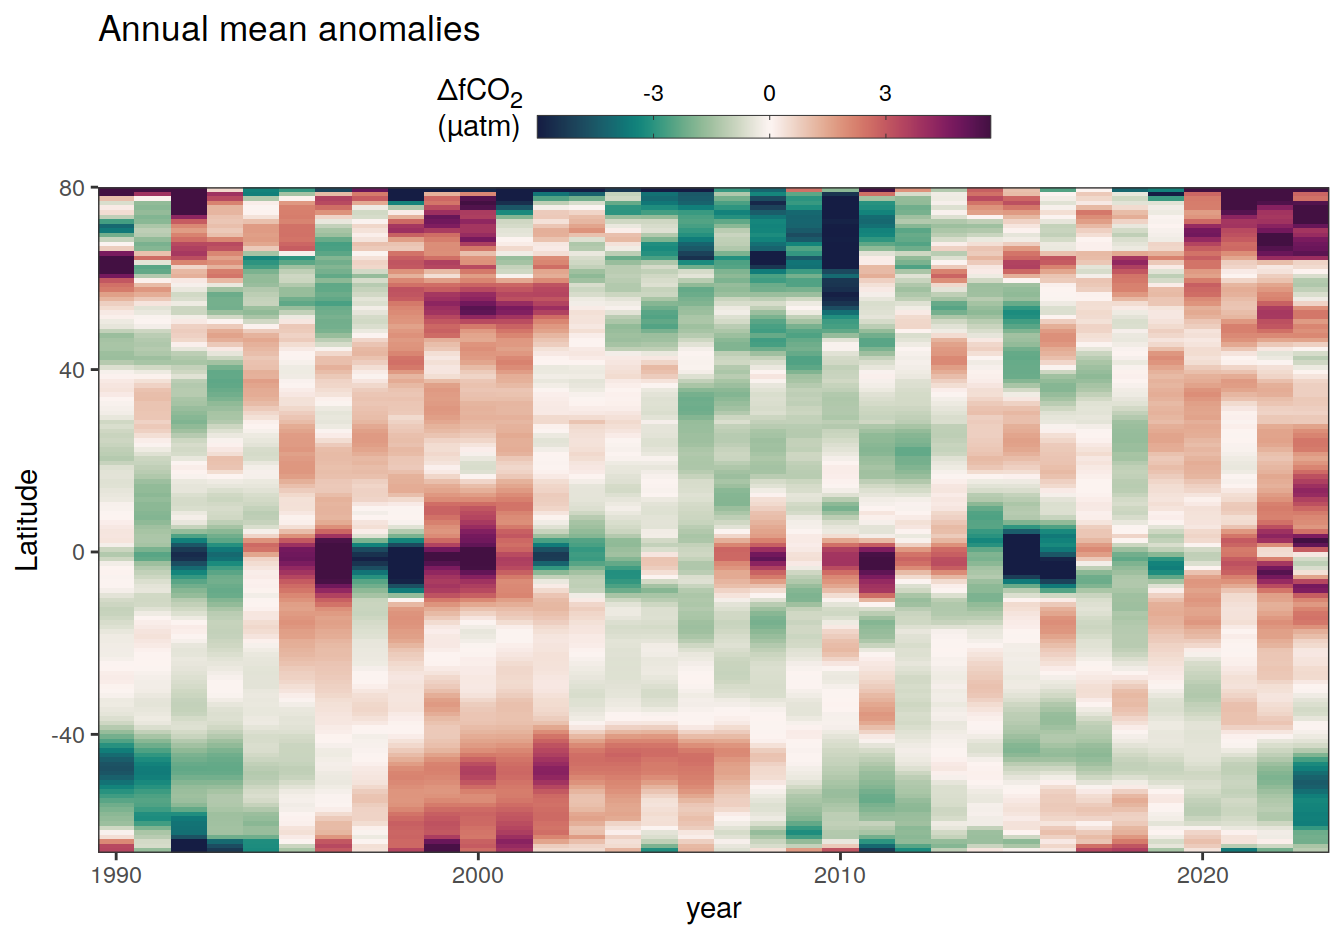 Annual mean anomalies
ΔfCO₂
(µatm)
-3 0 3
80
40
0
-40
Latitude
1990 2000 2010 2020
year